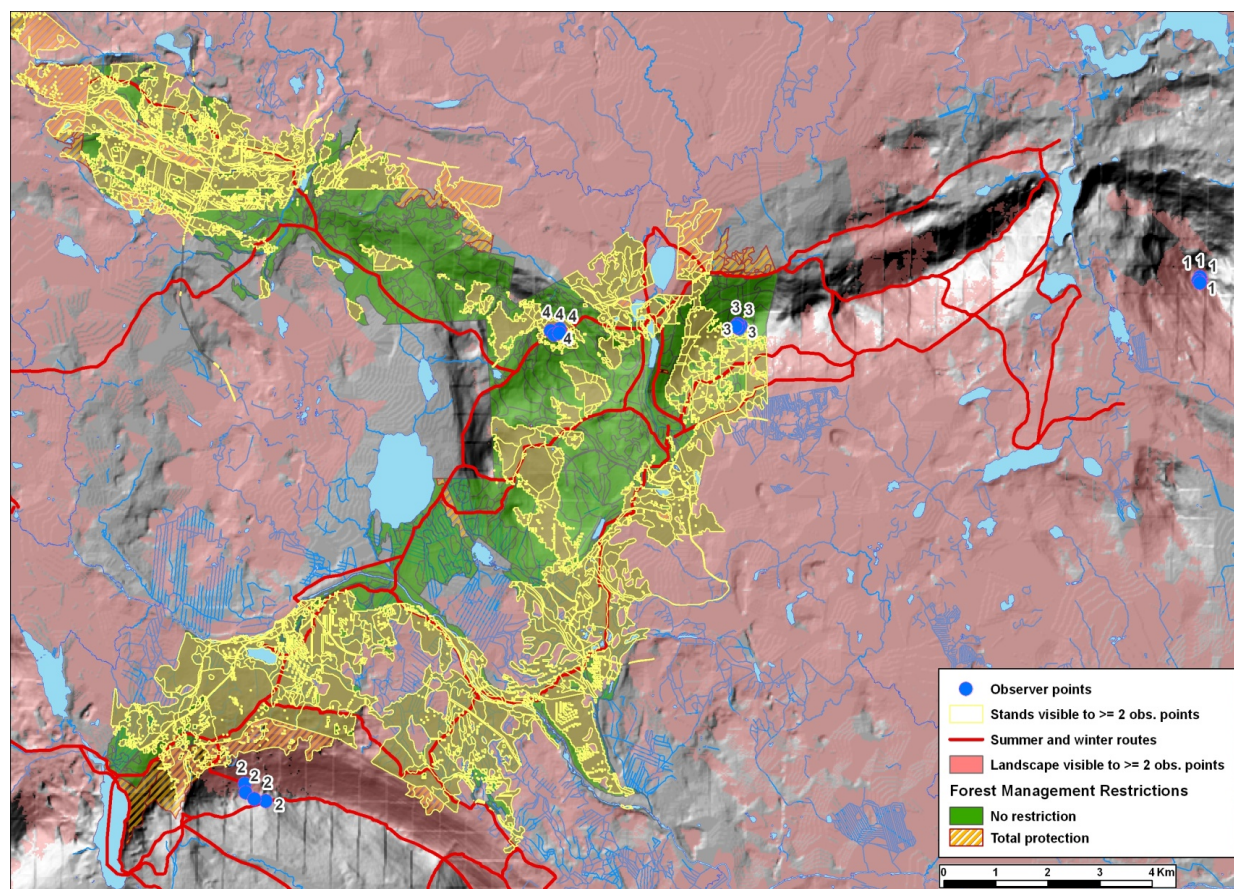 1 1 1
1
4 4 4
4
3 3
3 3
2
2 2
2
Observer points
Stands visible to >= 2 obs. points
Summer and winter routes
Landscape visible to >= 2 obs. points
Forest Management Restrictions
No restriction
Total protection
0 1 2 3 4 Km